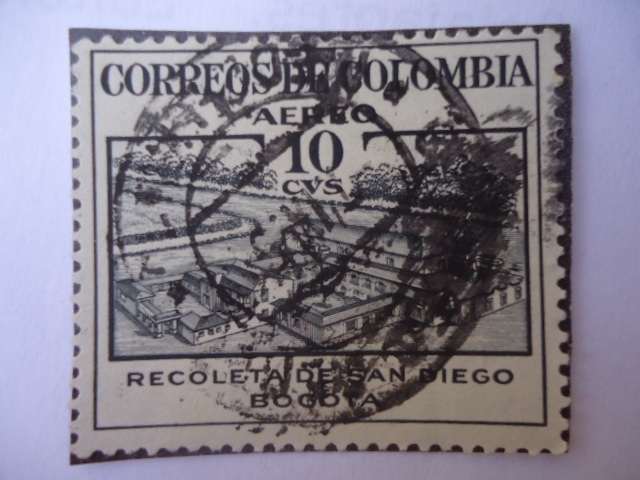 CORREOS DE COLOMBIA
AEREO
10
CVS
RECOLETA DE SAN DIEGO
BOGOTA